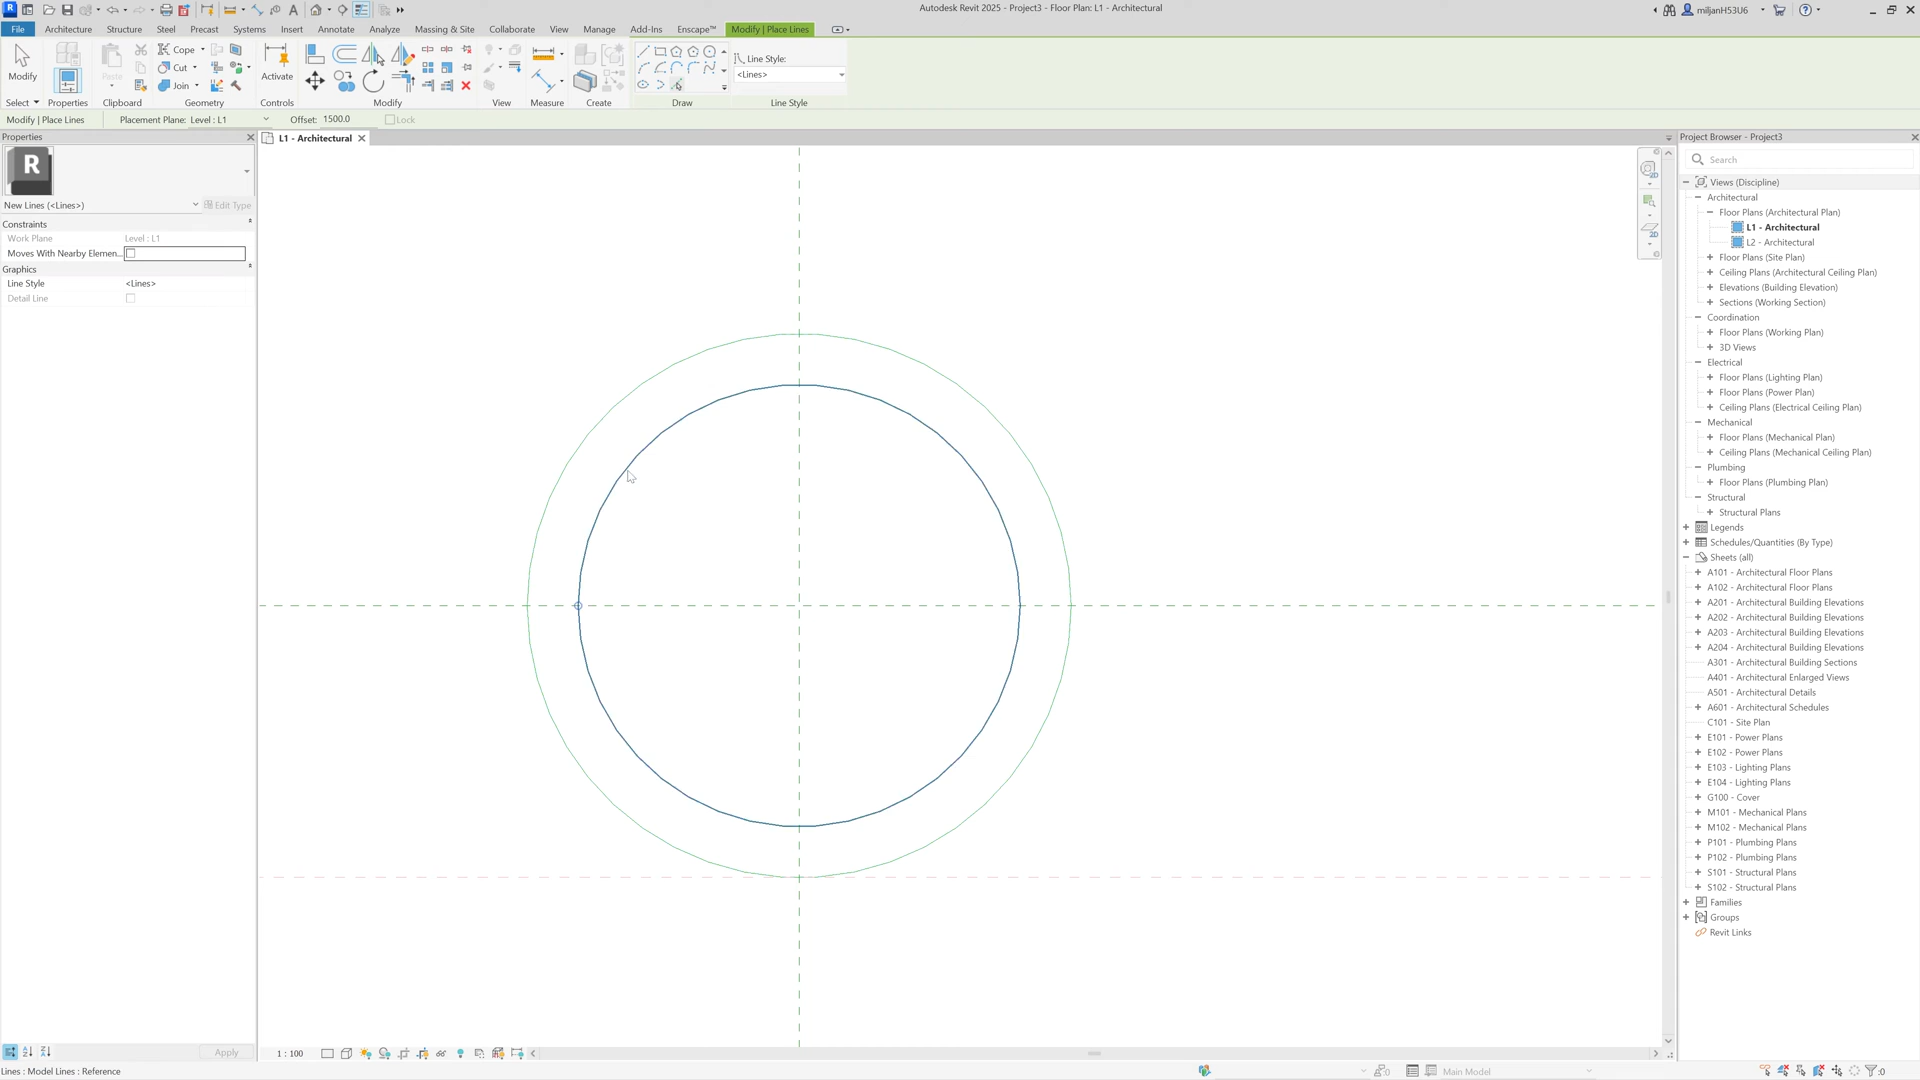 Autodesk Revit 2025 - Project3 - Floor Plan: L1 - Architectural
miljanH53U6
File Architecture Structure Steel Precast Systems Insert Annotate Analyze Massing & Site Collaborate View Manage Add-Ins Enscape™ Modify | Place Lines
Modify
Paste
Cope
Cut
Join
Activate
Line Style:
<Lines>
Select Properties Clipboard Geometry Controls Modify View Measure Create Draw Line Style
Modify | Place Lines Placement Plane: Level : L1 Offset: 1500.0 Lock
Properties
L1 - Architectural
Project Browser - Project3
R
Search
New Lines (<Lines>)
Edit Type
Constraints
Work Plane Level : L1
Moves With Nearby Elemen...
Graphics
Line Style <Lines>
Detail Line
Views (Discipline)
Architectural
Floor Plans (Architectural Plan)
L1 - Architectural
L2 - Architectural
Floor Plans (Site Plan)
Ceiling Plans (Architectural Ceiling Plan)
Elevations (Building Elevation)
Sections (Working Section)
Coordination
Floor Plans (Working Plan)
3D Views
Electrical
Floor Plans (Lighting Plan)
Floor Plans (Power Plan)
Ceiling Plans (Electrical Ceiling Plan)
Mechanical
Floor Plans (Mechanical Plan)
Ceiling Plans (Mechanical Ceiling Plan)
Plumbing
Floor Plans (Plumbing Plan)
Structural
Structural Plans
Legends
Schedules/Quantities (By Type)
Sheets (all)
A101 - Architectural Floor Plans
A102 - Architectural Floor Plans
A201 - Architectural Building Elevations
A202 - Architectural Building Elevations
A203 - Architectural Building Elevations
A204 - Architectural Building Elevations
A301 - Architectural Building Sections
A401 - Architectural Enlarged Views
A501 - Architectural Details
A601 - Architectural Schedules
C101 - Site Plan
E101 - Power Plans
E102 - Power Plans
E103 - Lighting Plans
E104 - Lighting Plans
G100 - Cover
M101 - Mechanical Plans
M102 - Mechanical Plans
P101 - Plumbing Plans
P102 - Plumbing Plans
S101 - Structural Plans
S102 - Structural Plans
Families
Groups
Revit Links
Apply
1 : 100
Lines : Model Lines : Reference
:0
Main Model
:0